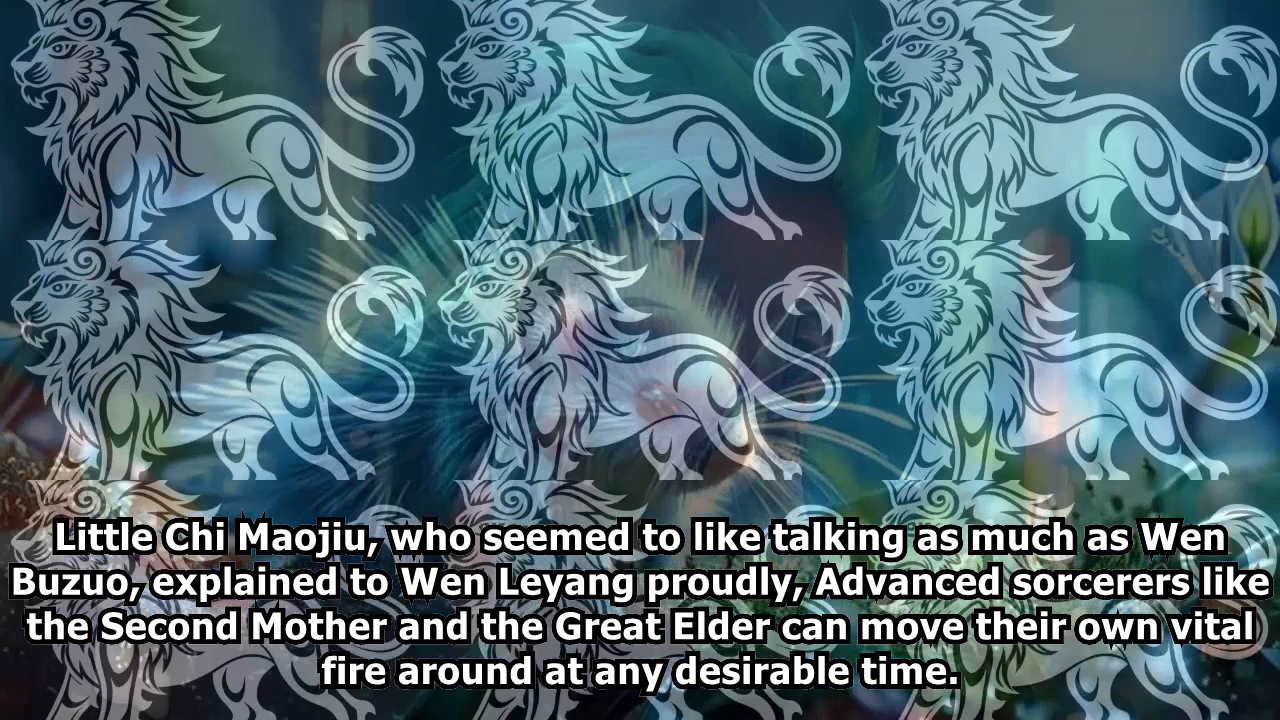 Little Chi Maojiu, who seemed to like talking as much as Wen
Buzuo, explained to Wen Leyang proudly, Advanced sorcerers like
the Second Mother and the Great Elder can move their own vital
fire around at any desirable time.